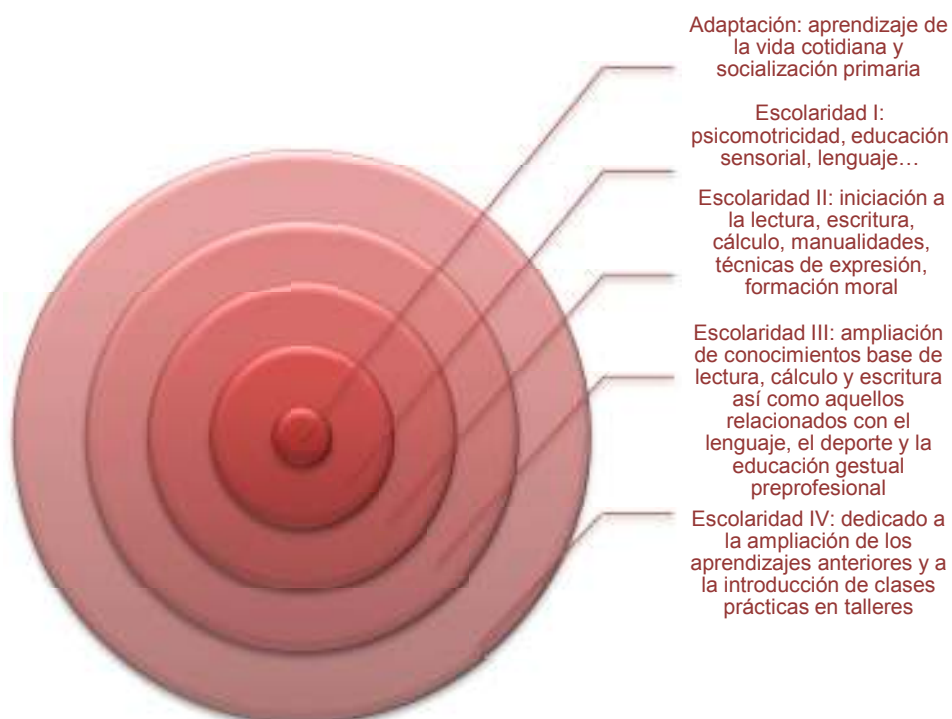 Adaptación: aprendizaje de
la vida cotidiana y
socialización primaria
Escolaridad I:
psicomotricidad, educación
sensorial, lenguaje…
Escolaridad II: iniciación a
la lectura, escritura,
cálculo, manualidades,
técnicas de expresión,
formación moral
Escolaridad III: ampliación
de conocimientos base de
lectura, cálculo y escritura
así como aquellos
relacionados con el
lenguaje, el deporte y la
educación gestual
preprofesional
Escolaridad IV: dedicado a
la ampliación de los
aprendizajes anteriores y a
la introducción de clases
prácticas en talleres